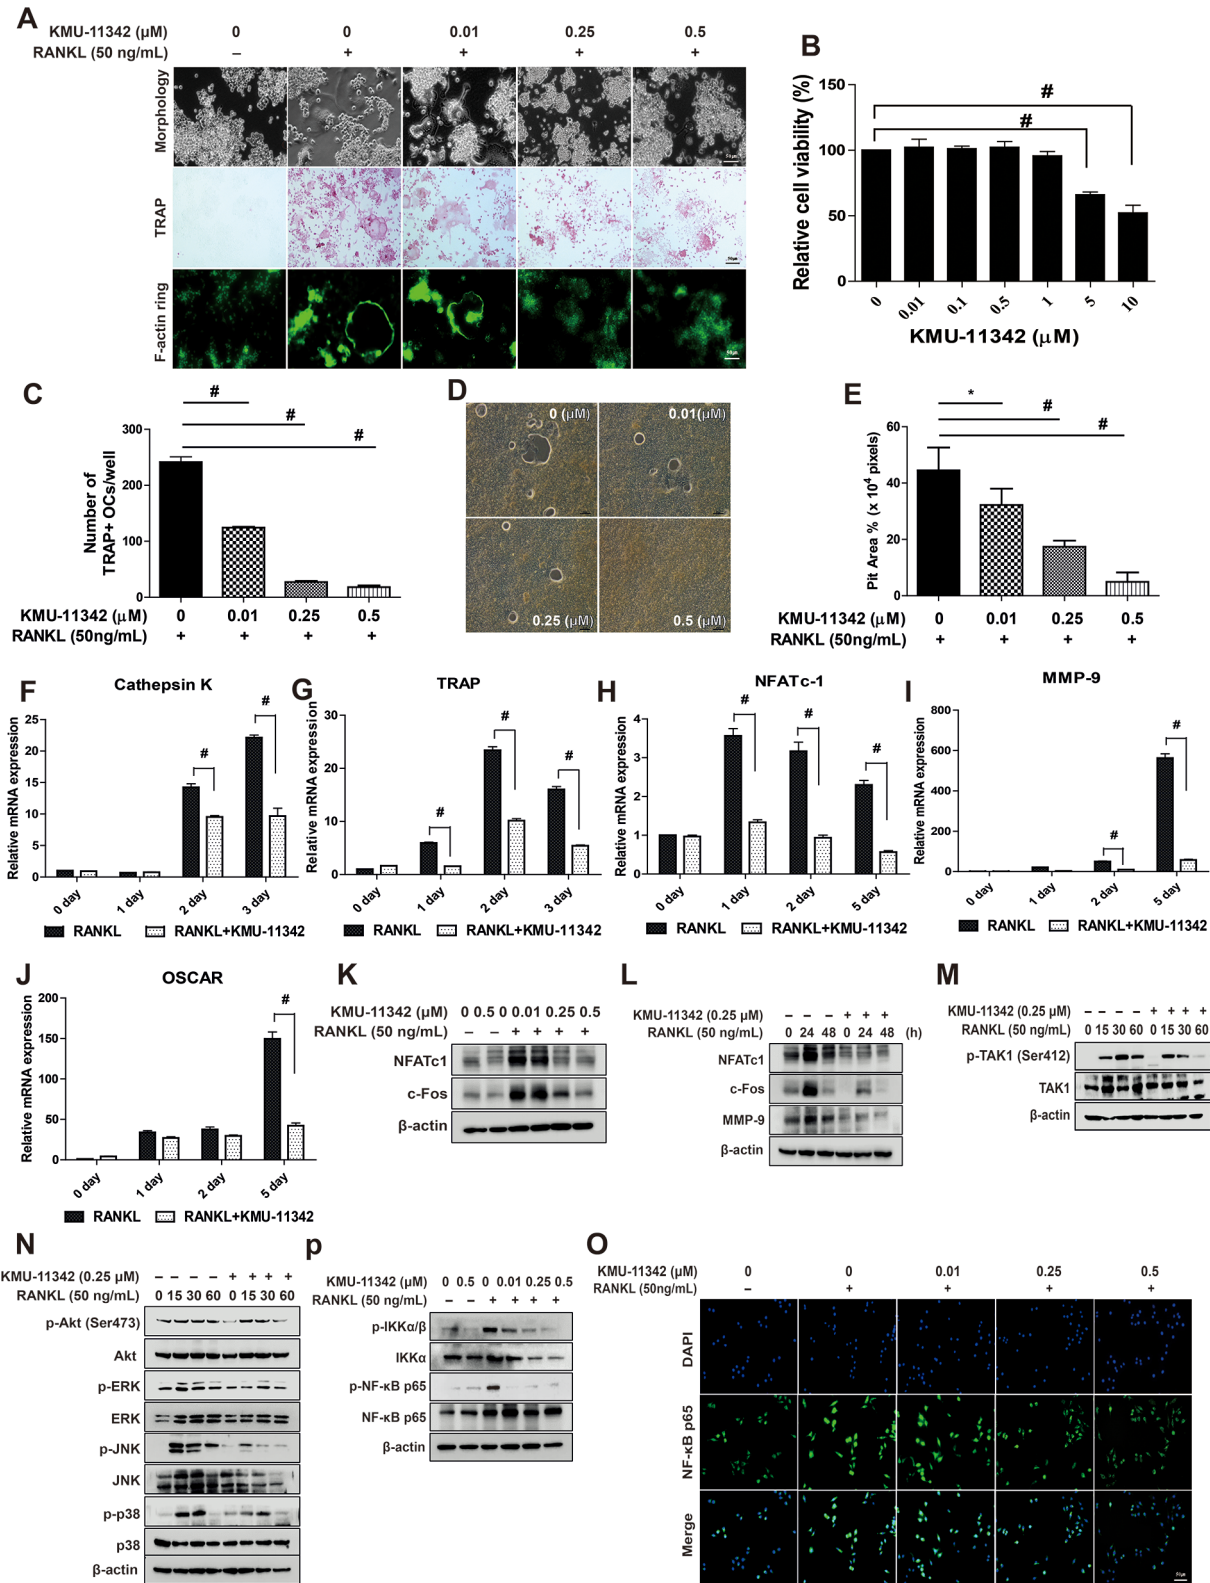 A
KMU-11342 (μM) 0 0 0.01 0.25 0.5
RANKL (50 ng/mL) – + + + +
Morphology
TRAP
F-actin ring
50μm
50μm
50μm
B
Relative cell viability (%)
150
100
50
0
# #
0 0.01 0.1 0.5 1 5 10
KMU-11342 (μM)
C
# # #
Number of
TRAP+ OCs/well
300
200
100
0
KMU-11342 (μM) 0 0.01 0.25 0.5
RANKL (50ng/mL) + + + +
D
0 (μM) 0.01(μM)
0.25 (μM) 0.5 (μM)
E
* # #
Pit Area % (x 10⁴ pixels)
60
40
20
0
KMU-11342 (μM) 0 0.01 0.25 0.5
RANKL (50ng/mL) + + + +
F
Cathepsin K
Relative mRNA expression
25
20
15
10
5
0
# #
0 day 1 day 2 day 3 day
RANKL RANKL+KMU-11342
G
TRAP
Relative mRNA expression
30
20
10
0
# # #
0 day 1 day 2 day 3 day
RANKL RANKL+KMU-11342
H
NFATc-1
Relative mRNA expression
4
3
2
1
0
# # #
0 day 1 day 2 day 5 day
RANKL RANKL+KMU-11342
I
MMP-9
Relative mRNA expression
800
600
400
200
0
# #
0 day 1 day 2 day 5 day
RANKL RANKL+KMU-11342
J
OSCAR
Relative mRNA expression
200
150
100
50
0
#
0 day 1 day 2 day 5 day
RANKL RANKL+KMU-11342
K
KMU-11342 (μM) 0 0.5 0 0.01 0.25 0.5
RANKL (50 ng/mL) – – + + + +
NFATc1
c-Fos
β-actin
L
KMU-11342 (0.25 μM) – – – + + +
RANKL (50 ng/mL) 0 24 48 0 24 48 (h)
NFATc1
c-Fos
MMP-9
β-actin
M
KMU-11342 (0.25 μM) – – – – + + + +
RANKL (50 ng/mL) 0 15 30 60 0 15 30 60
p-TAK1 (Ser412)
TAK1
β-actin
N
KMU-11342 (0.25 μM) – – – – + + + +
RANKL (50 ng/mL) 0 15 30 60 0 15 30 60
p-Akt (Ser473)
Akt
p-ERK
ERK
p-JNK
JNK
p-p38
p38
β-actin
p
KMU-11342 (μM) 0 0.5 0 0.01 0.25 0.5
RANKL (50 ng/mL) – – + + + +
p-IKKα/β
IKKα
p-NF-κB p65
NF-κB p65
β-actin
O
KMU-11342 (μM) 0 0 0.01 0.25 0.5
RANKL (50ng/mL) – + + + +
DAPI
NF-κB p65
Merge
50μm